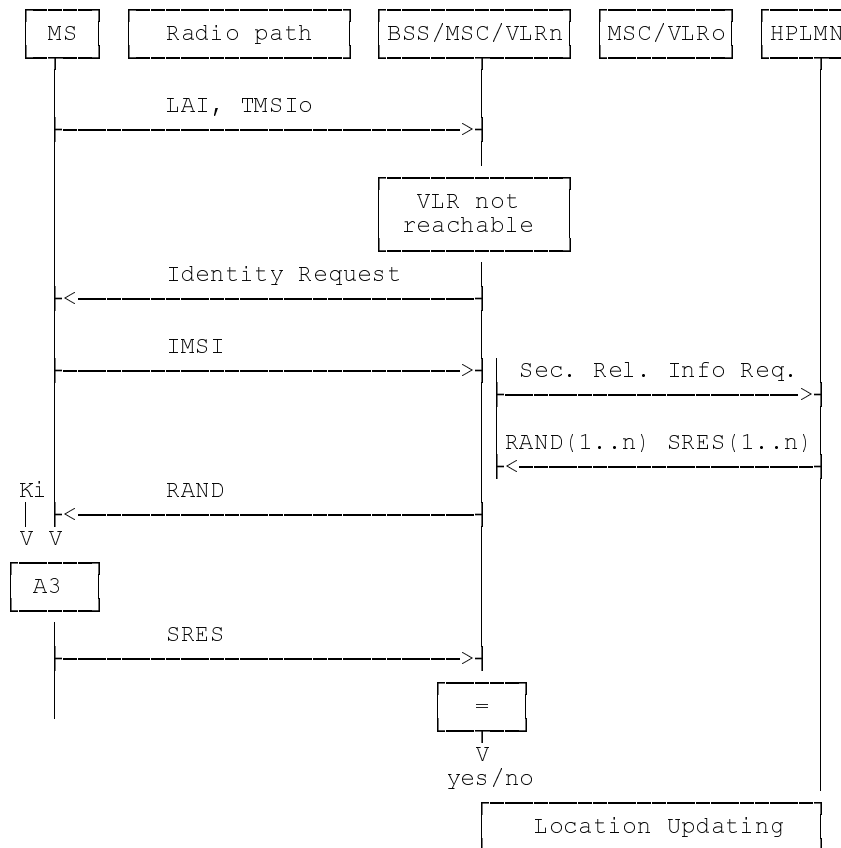 MS Radio path BSS/MSC/VLRn MSC/VLRo HPLMN
LAI, TMSIo
VLR not
reachable
Identity Request
IMSI
Sec. Rel. Info Req.
RAND(1..n) SRES(1..n)
Ki RAND
V V
A3
SRES
=
V
yes/no
Location Updating